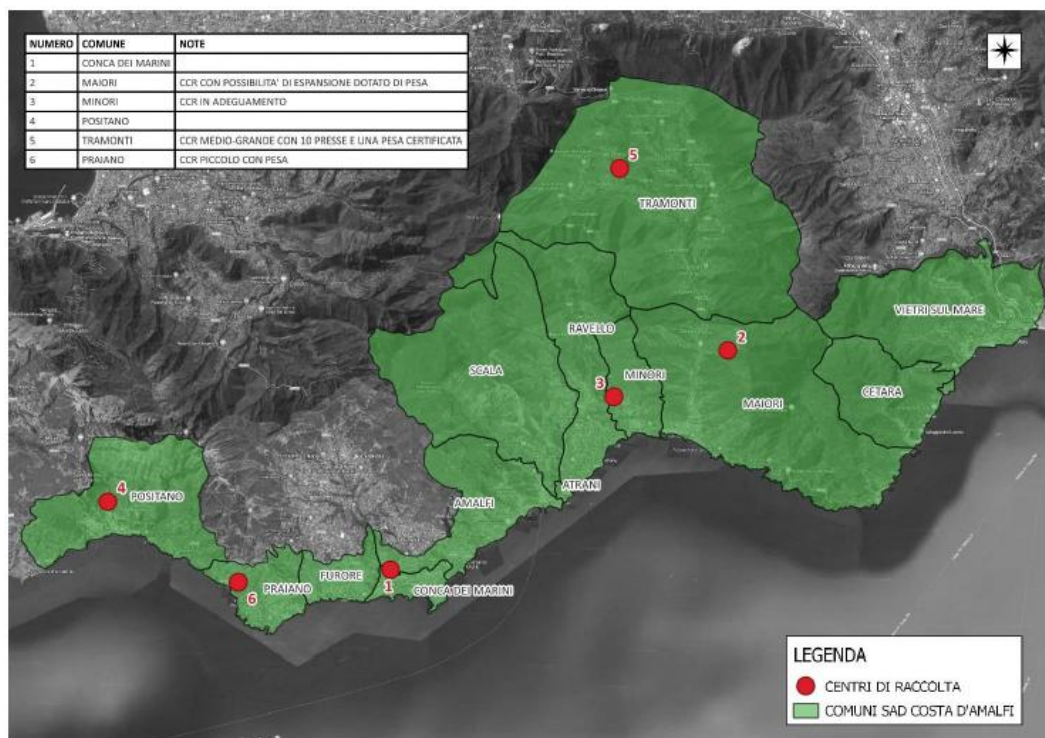 NUMERO COMUNE NOTE
1 CONCA DEI MARINI
2 MAIORI CCR CON POSSIBILITA' DI ESPANSIONE DOTATO DI PESA
3 MINORI CCR IN ADEGUAMENTO
4 POSITANO
5 TRAMONTI CCR MEDIO-GRANDE CON 10 PRESSE E UNA PESA CERTIFICATA
6 PRAIANO CCR PICCOLO CON PESA
5
TRAMONTI
VIETRI SUL MARE
RAVELLO
2
SCALA
MINORI
3
MAIORI
CETARA
ATRANI
AMALFI
4
POSITANO
FURORE
PRAIANO
6
1
CONCA DEI MARINI
LEGENDA
CENTRI DI RACCOLTA
COMUNI SAD COSTA D'AMALFI